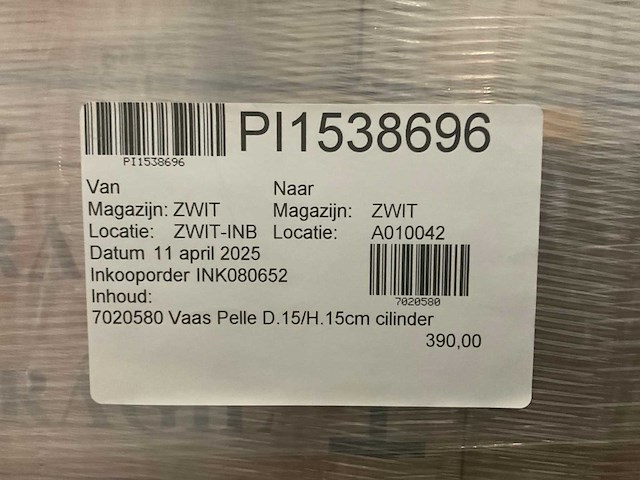 PI1538696
PI1538696
Van Naar
Magazijn: ZWIT Magazijn: ZWIT
Locatie: ZWIT-INB Locatie: A010042
Datum 11 april 2025
Inkooporder INK080652
7020580
Inhoud:
7020580 Vaas Pelle D.15/H.15cm cilinder
390,00